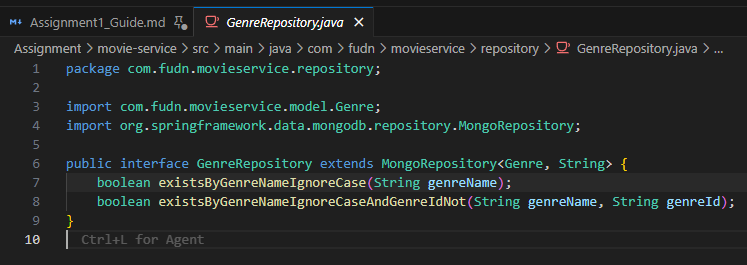 Assignment1_Guide.md GenreRepository.java
Assignment > movie-service > src > main > java > com > fudn > movieservice > repository > GenreRepository.java > ...
1 package com.fudn.movieservice.repository;
2
3 import com.fudn.movieservice.model.Genre;
4 import org.springframework.data.mongodb.repository.MongoRepository;
5
6 public interface GenreRepository extends MongoRepository<Genre, String> {
7     boolean existsByGenreNameIgnoreCase(String genreName);
8     boolean existsByGenreNameIgnoreCaseAndGenreIdNot(String genreName, String genreId);
9 }
10 Ctrl+L for Agent